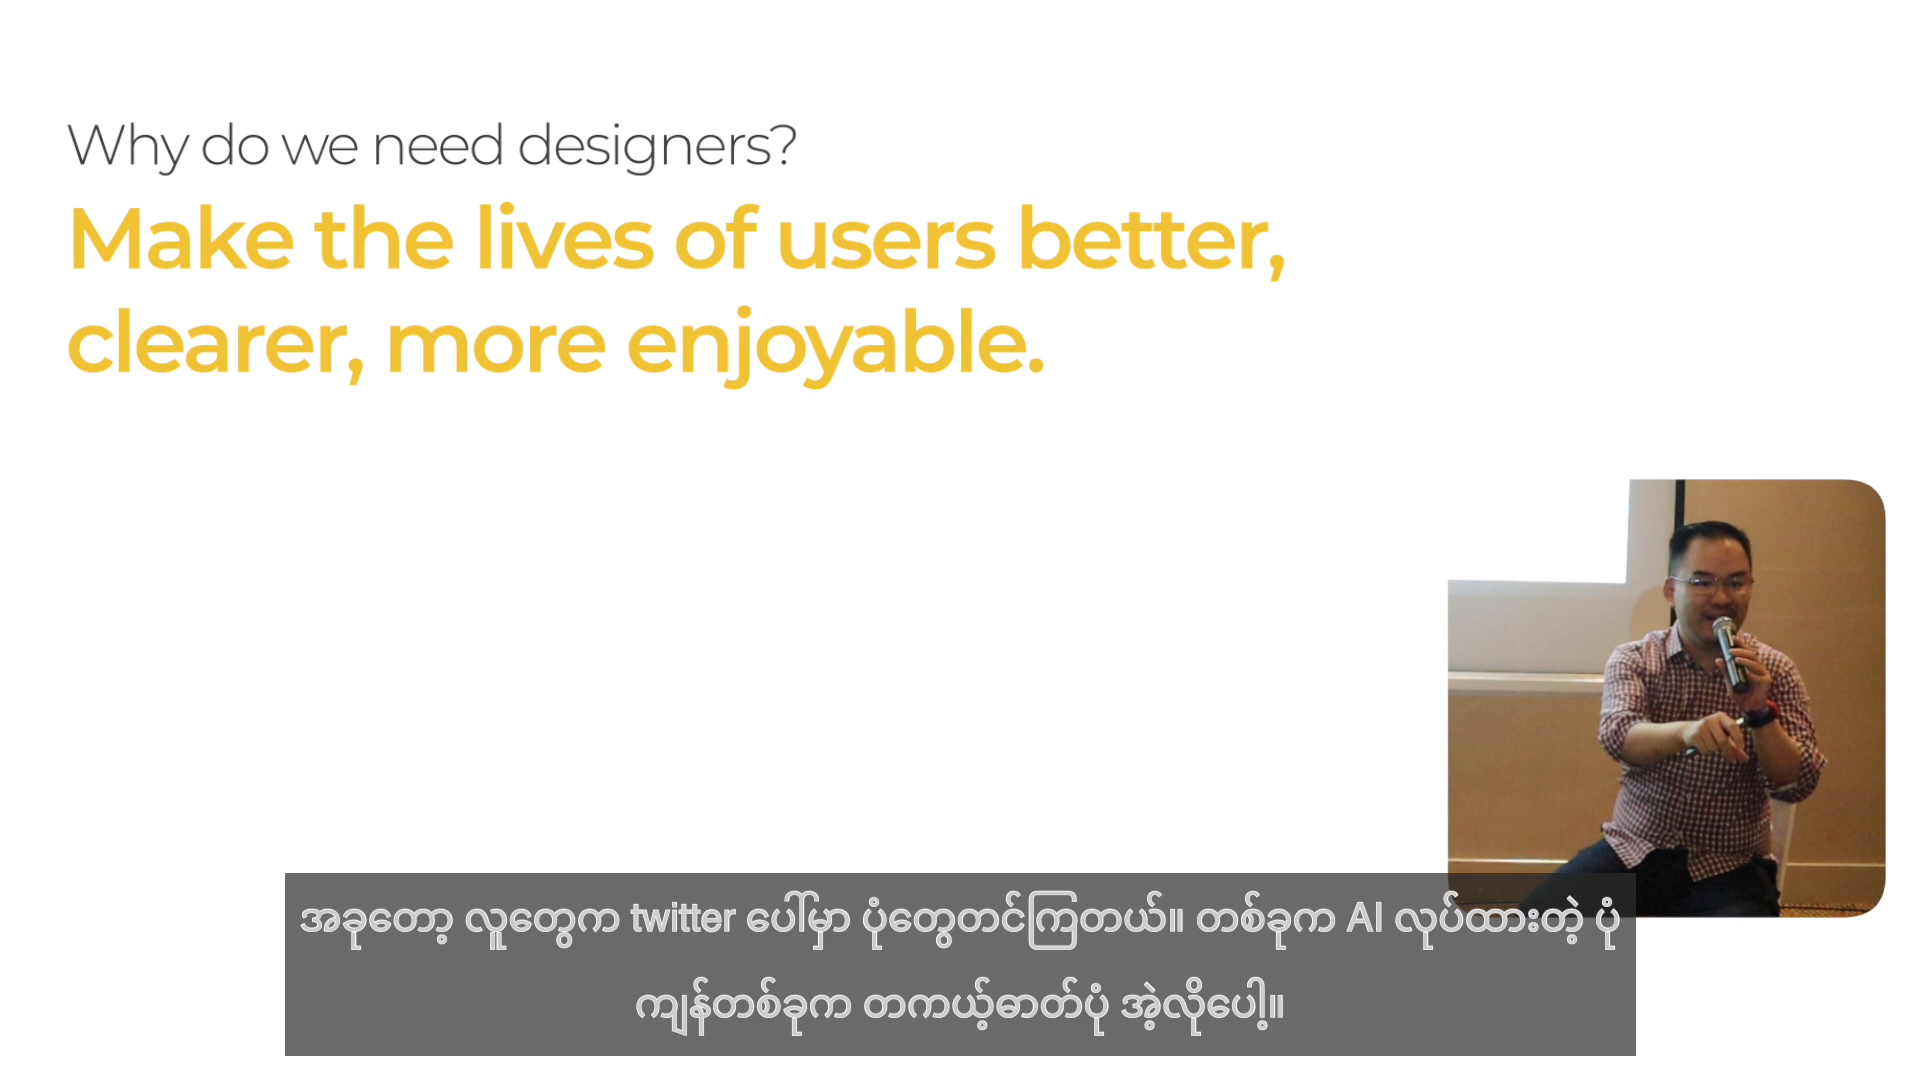 Why do we need designers?
Make the lives of users better,
clearer, more enjoyable.
အခုတော့ လူတွေက twitter ပေါ်မှာ ပုံတွေတင်ကြတယ်။ တစ်ခုက AI လုပ်ထားတဲ့ ပုံ
ကျန်တစ်ခုက တကယ့်ဓာတ်ပုံ အဲ့လိုပေါ့။